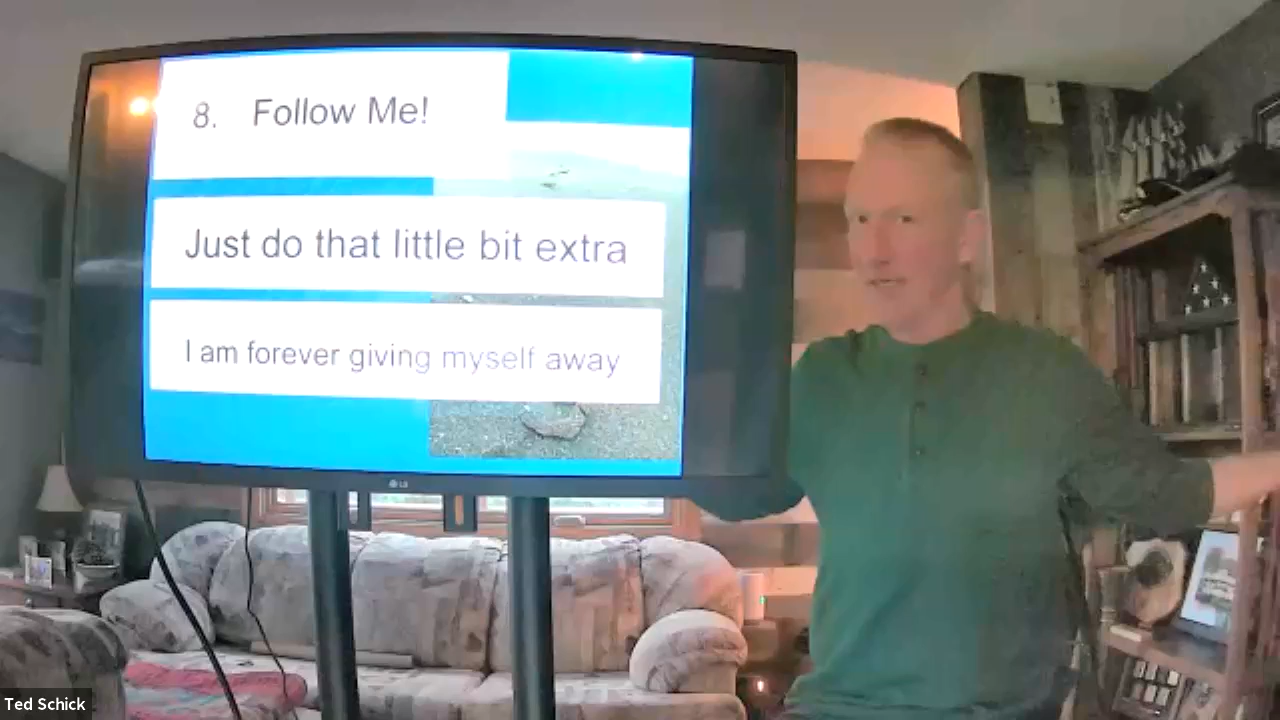 8. Follow Me!
Just do that little bit extra
I am forever giving myself away
LG
Ted Schick